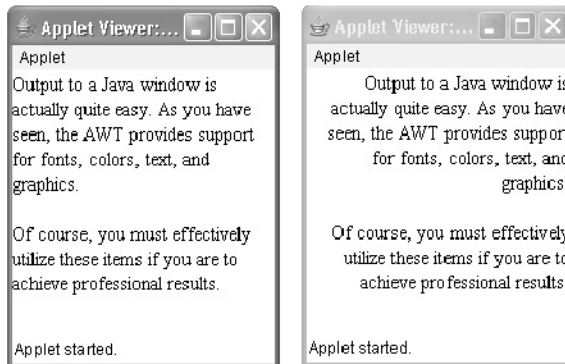 Applet Viewer:...
Applet
Output to a Java window is
actually quite easy. As you have
seen, the AWT provides support
for fonts, colors, text, and
graphics.
Of course, you must effectively
utilize these items if you are to
achieve professional results.
Applet started.
Applet Viewer:...
Applet
Output to a Java window is
actually quite easy. As you have
seen, the AWT provides support
for fonts, colors, text, and
graphics
Of course, you must effectively
utilize these items if you are to
achieve professional results
Applet started.